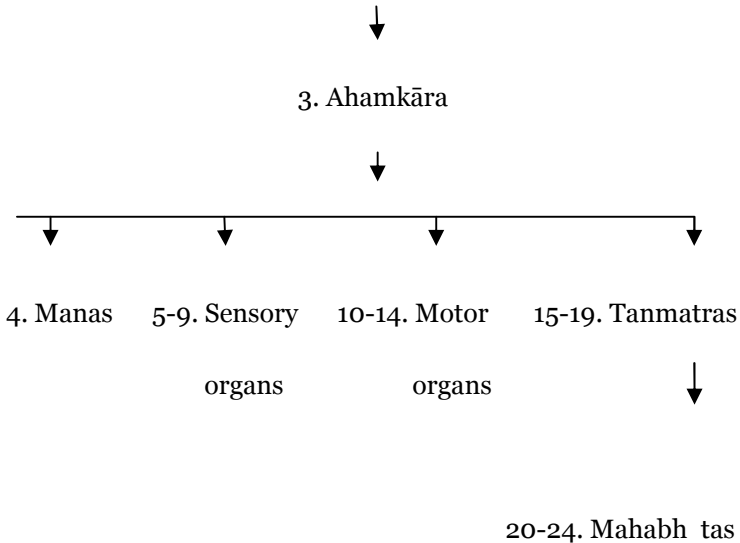 3. Ahamkāra
4. Manas 5-9. Sensory 10-14. Motor 15-19. Tanmatras
organs organs
20-24. Mahabh tas